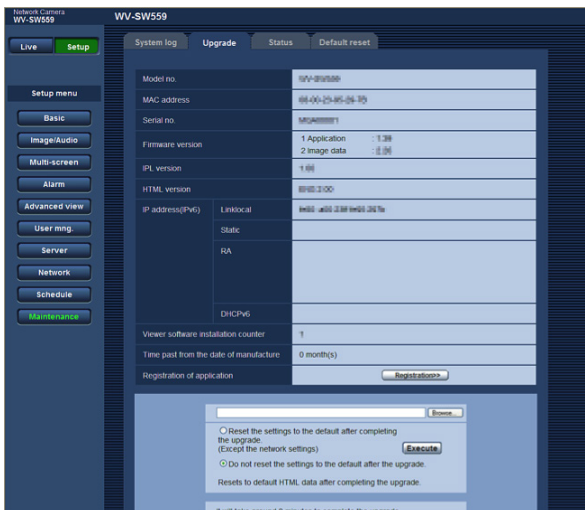 Network Camera
WV-SW559
WV-SW559
Live Setup
System log Upgrade Status Default reset
Setup menu
Basic
Image/Audio
Multi-screen
Alarm
Advanced view
User mng.
Server
Network
Schedule
Maintenance
Model no.
MAC address
Serial no.
Firmware version
1 Application :
2 Image data :
IPL version
HTML version
IP address(IPv6) Linklocal
Static
RA
DHCPv6
Viewer software installation counter 1
Time past from the date of manufacture 0 month(s)
Registration of application Registration>>
Browse...
Reset the settings to the default after completing
the upgrade.
(Except the network settings)
Execute
Do not reset the settings to the default after the upgrade.
Resets to default HTML data after completing the upgrade.